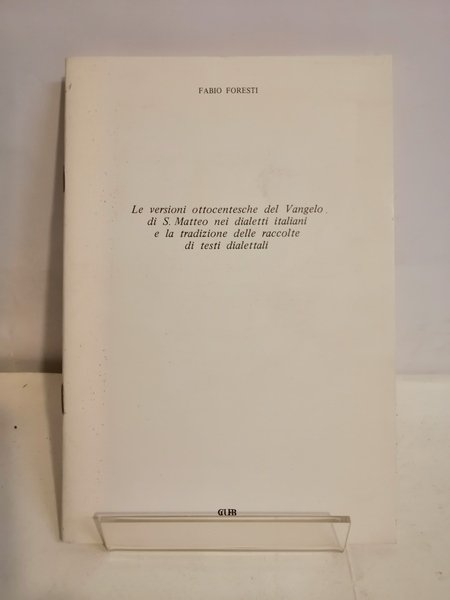 FABIO FORESTI
Le versioni ottocentesche del Vangelo
di S. Matteo nei dialetti italiani
e la tradizione delle raccolte
di testi dialettali